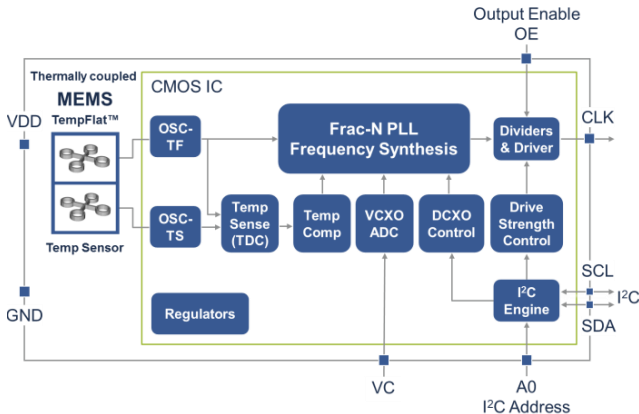 Output Enable
OE
Thermally coupled
MEMS
TempFlat™
VDD
CMOS IC
OSC-
TF
Frac-N PLL
Frequency Synthesis
Dividers
& Driver
CLK
Temp Sensor
OSC-
TS
Temp
Sense
(TDC)
Temp
Comp
VCXO
ADC
DCXO
Control
Drive
Strength
Control
GND
Regulators
I²C
Engine
SCL
I²C
SDA
VC
A0
I²C Address